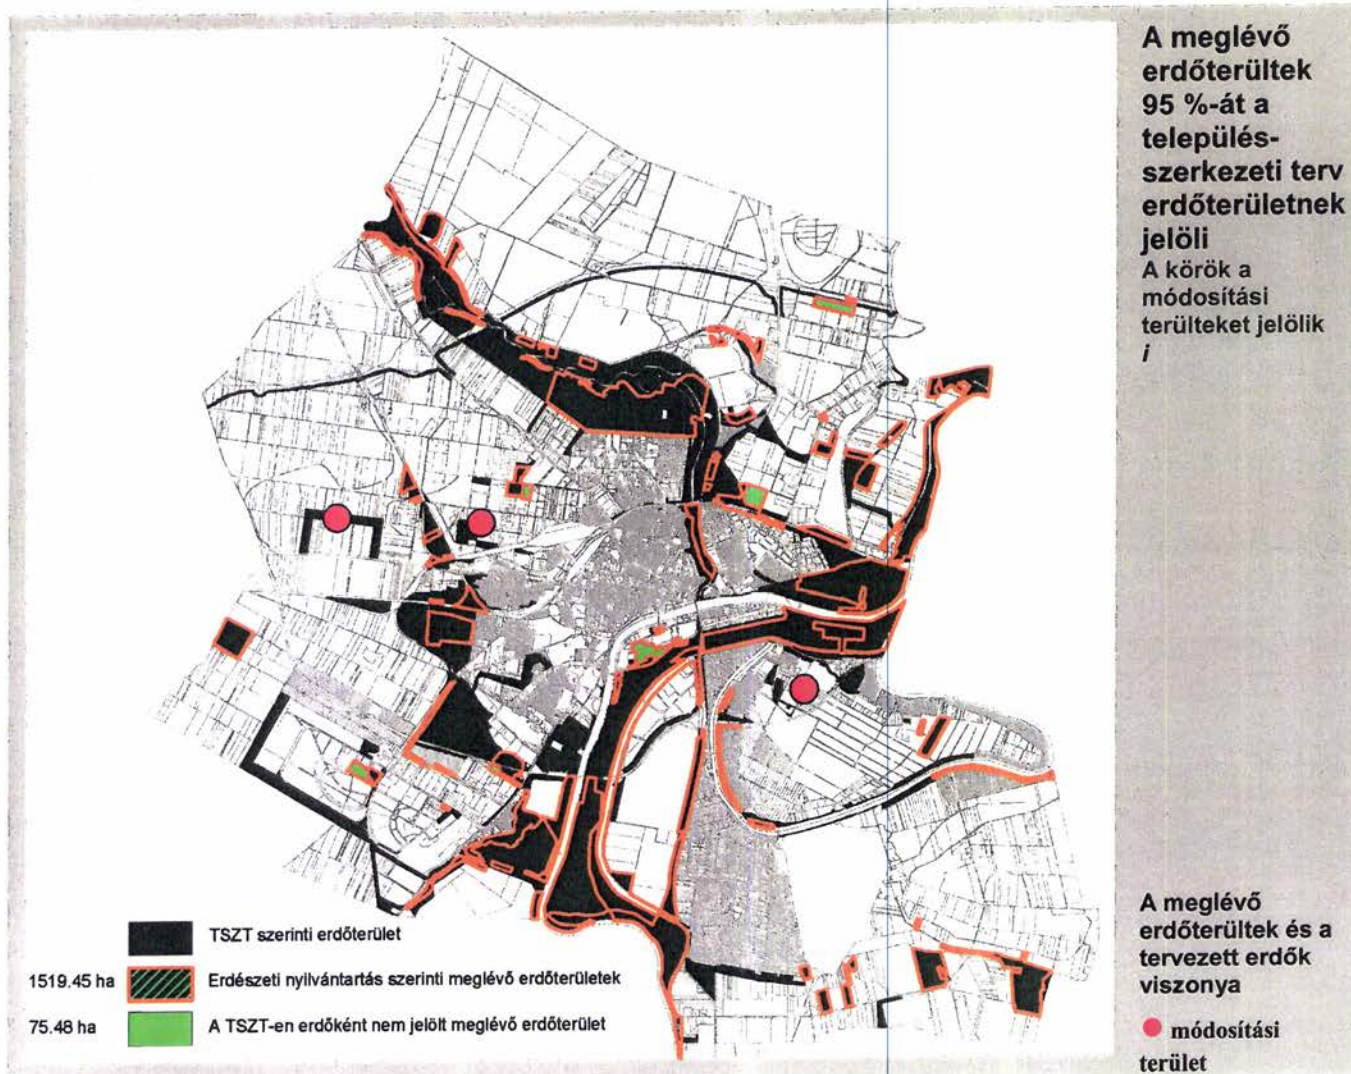 A meglévő
erdőterültek
95 %-át a
település-
szerkezeti terv
erdőterületnek
jelöli
A körök a
módosítási
terülteket jelölik
i
TSZT szerinti erdőterület
1519.45 ha Erdészeti nyilvántartás szerinti meglévő erdőterületek
75.48 ha A TSZT-en erdőként nem jelölt meglévő erdőterület
A meglévő
erdőterültek és a
tervezett erdők
viszonya
módosítási
terület